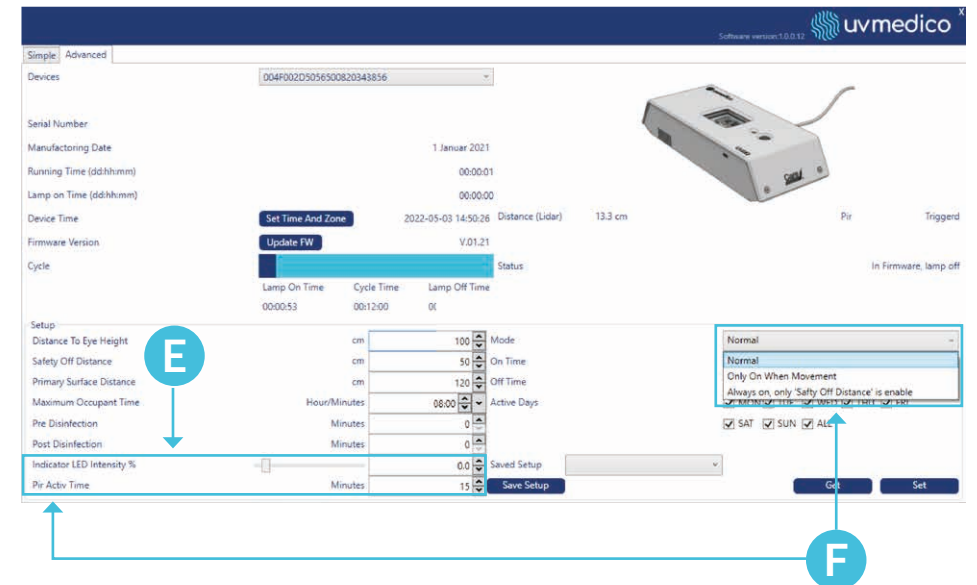 X
Software version:1.0.0.12 uvmedico
Simple Advanced
Devices 004F002D5056500820343856
Serial Number
Manufactoring Date 1 Januar 2021
Running Time (dd:hh:mm) 00:00:01
Lamp on Time (dd:hh:mm) 00:00:00
Device Time Set Time And Zone 2022-05-03 14:50:26 Distance (Lidar) 13.3 cm Pir Triggerd
Firmware Version Update FW V.01.21
Cycle Status In Firmware, lamp off
Lamp On Time Cycle Time Lamp Off Time
00:00:53 00:12:00
Setup
Distance To Eye Height cm 100 Mode Normal
Safety Off Distance cm 50 On Time Normal
Primary Surface Distance cm 120 Off Time Only On When Movement
Maximum Occupant Time Hour/Minutes 08:00 Active Days Always on, only 'Safty Off Distance' is enable
MON TUE WED THU FRI
Pre Disinfection Minutes 0 SAT SUN ALL
Post Disinfection Minutes 0
Indicator LED Intensity % 0.0 Saved Setup
Pir Activ Time Minutes 15 Save Setup Get Set
E
F